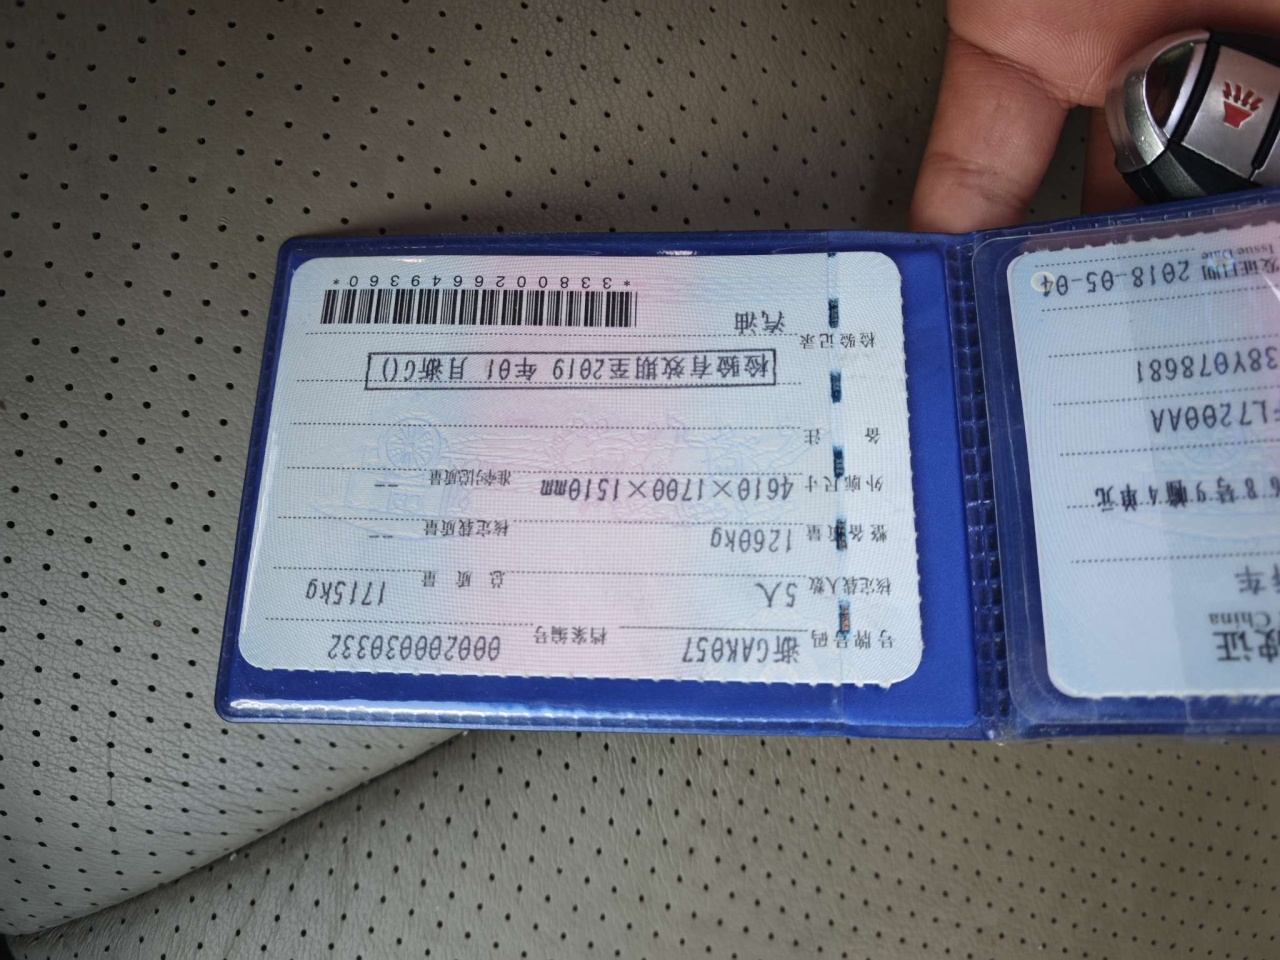 号牌号码 浙GAK057 档案编号 000200030332
核定载人数 5人 总质量 1715kg
整备质量 1260kg 核定载质量 --
外廓尺寸 4610×1700×1510mm 准牵引总质量 --
备注
检验有效期至2019 年01 月浙G()
检验记录
汽油
*3380026649360*
驶证
China
车
68号9幢4单元
L7200AA
38Y078681
发证日期 2018-05-04
Issue Date